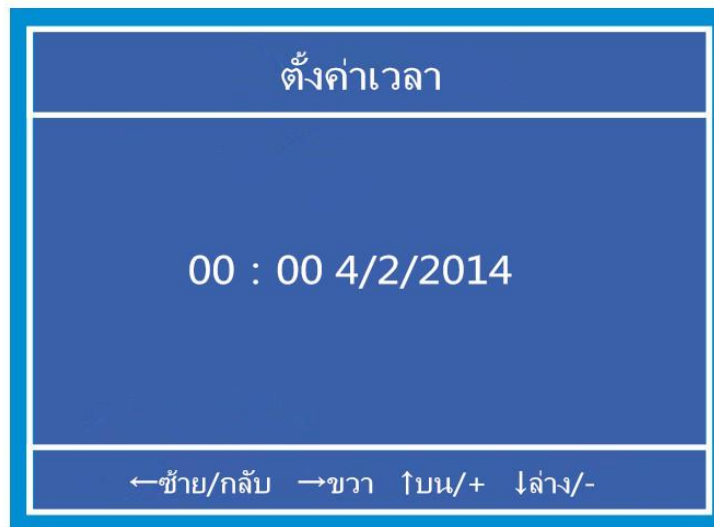 ตั้งค่าเวลา
00 : 00 4/2/2014
←ซ้าย/กลับ →ขวา ↑บน/+ ↓ล่าง/-